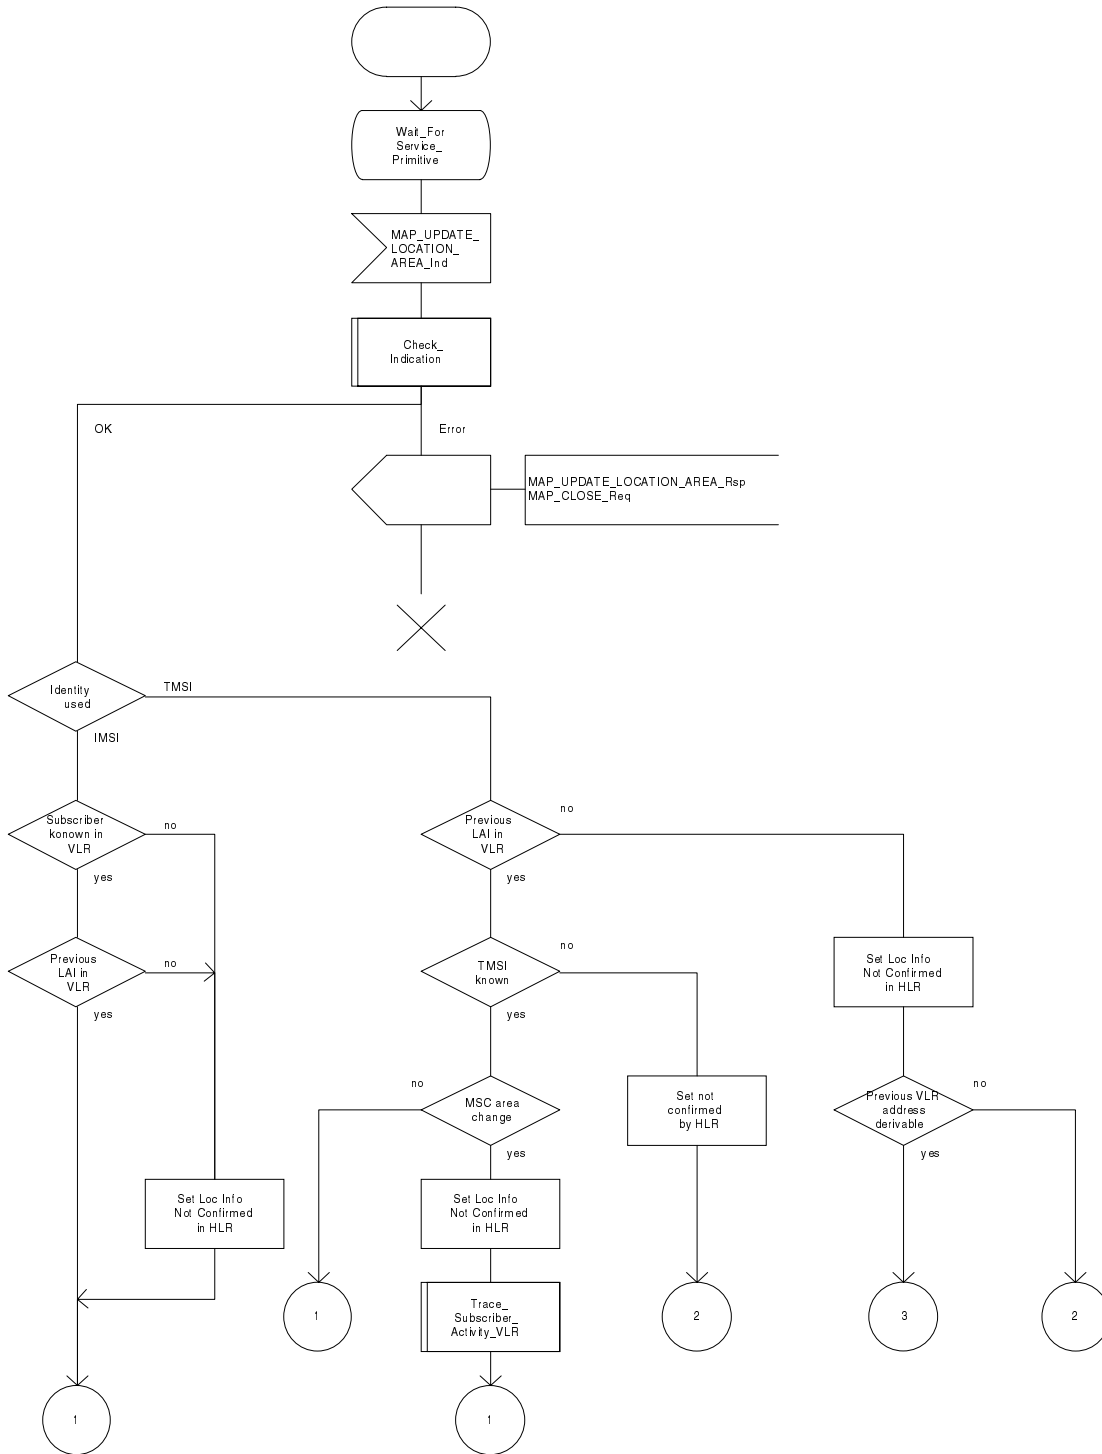 Wait_For
Service_
Primitive
MAP_UPDATE_
LOCATION_
AREA_Ind
Check_
Indication
OK
Error
MAP_UPDATE_LOCATION_AREA_Rsp
MAP_CLOSE_Req
Identity
used
TMSI
IMSI
Subscriber
konown in
VLR
no
yes
Previous
LAI in
VLR
no
yes
Previous
LAI in
VLR
no
yes
TMSI
known
no
yes
Set Loc Info
Not Confirmed
in HLR
no
MSC area
change
yes
Set not
confirmed
by HLR
Previous VLR
address
derivable
no
yes
Set Loc Info
Not Confirmed
in HLR
Set Loc Info
Not Confirmed
in HLR
Trace_
Subscriber_
Activity_VLR
1
2
3
2
1
1